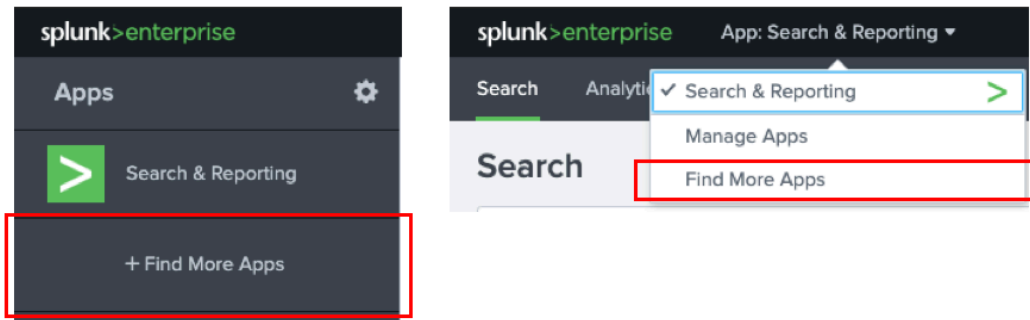 splunk>enterprise
Apps
Search & Reporting
+ Find More Apps
splunk>enterprise App: Search & Reporting
Search Analyti
Search & Reporting
Manage Apps
Find More Apps
Search